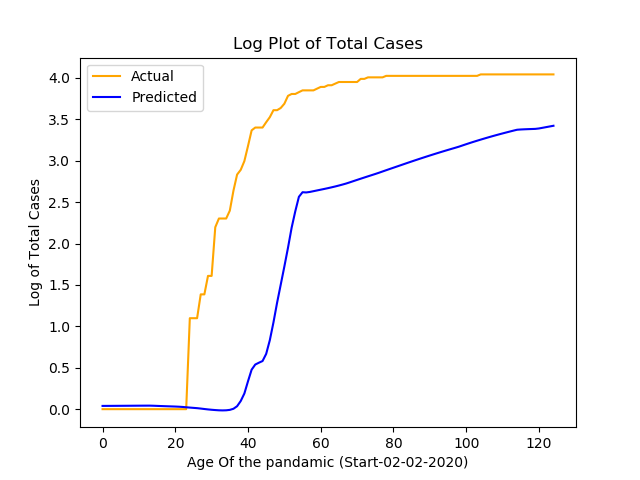 Log Plot of Total Cases
Actual
Predicted
4.0
3.5
3.0
2.5
2.0
1.5
1.0
0.5
0.0
Log of Total Cases
0 20 40 60 80 100 120
Age Of the pandamic (Start-02-02-2020)